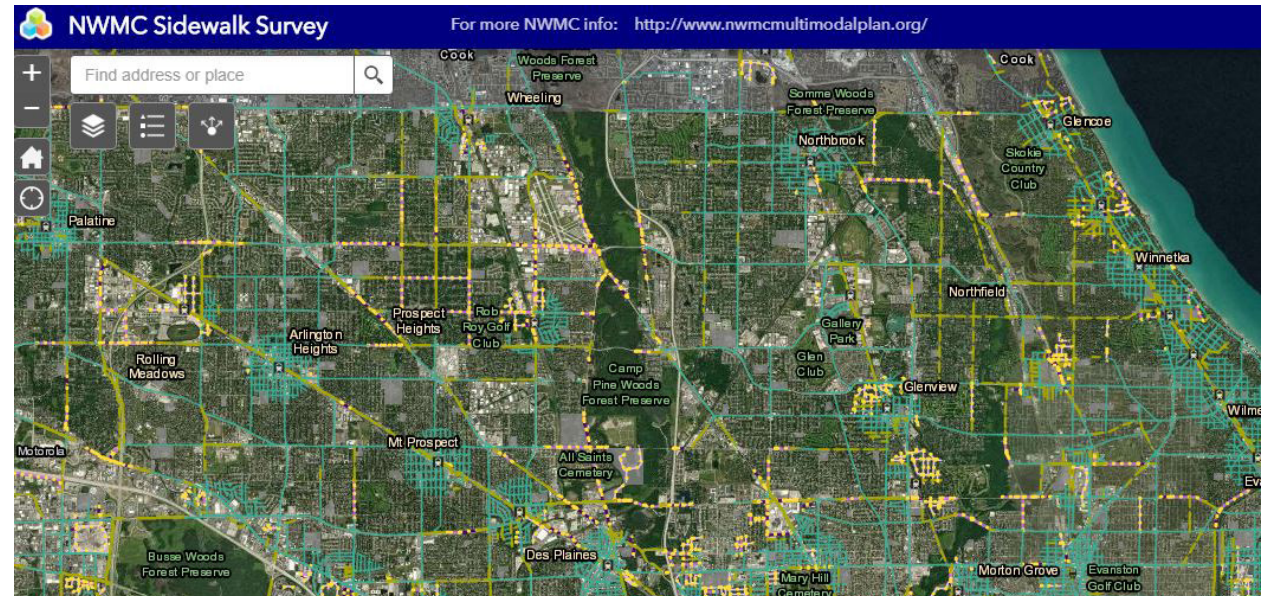 NWMC Sidewalk Survey
For more NWMC info: http://www.nwmcmultimodalplan.org/
+
Find address or place
−
Cook
Woods Forest
Preserve
Wheeling
Cook
Somme Woods
Forest Preserve
Northbrook
Glencoe
Skokie
Country
Club
Palatine
Winnetka
Northfield
Prospect
Heights
Rob
Roy Golf
Club
Arlington
Heights
Gallery
Park
Rolling
Meadows
Glen
Club
Camp
Pine Woods
Forest Preserve
Glenview
Wilme
Motorola
Mt Prospect
All Saints
Cemetery
Eva
Des Plaines
Busse Woods
Forest Preserve
Morton Grove
Evanston
Golf Club
Mary Hill
Cemetery